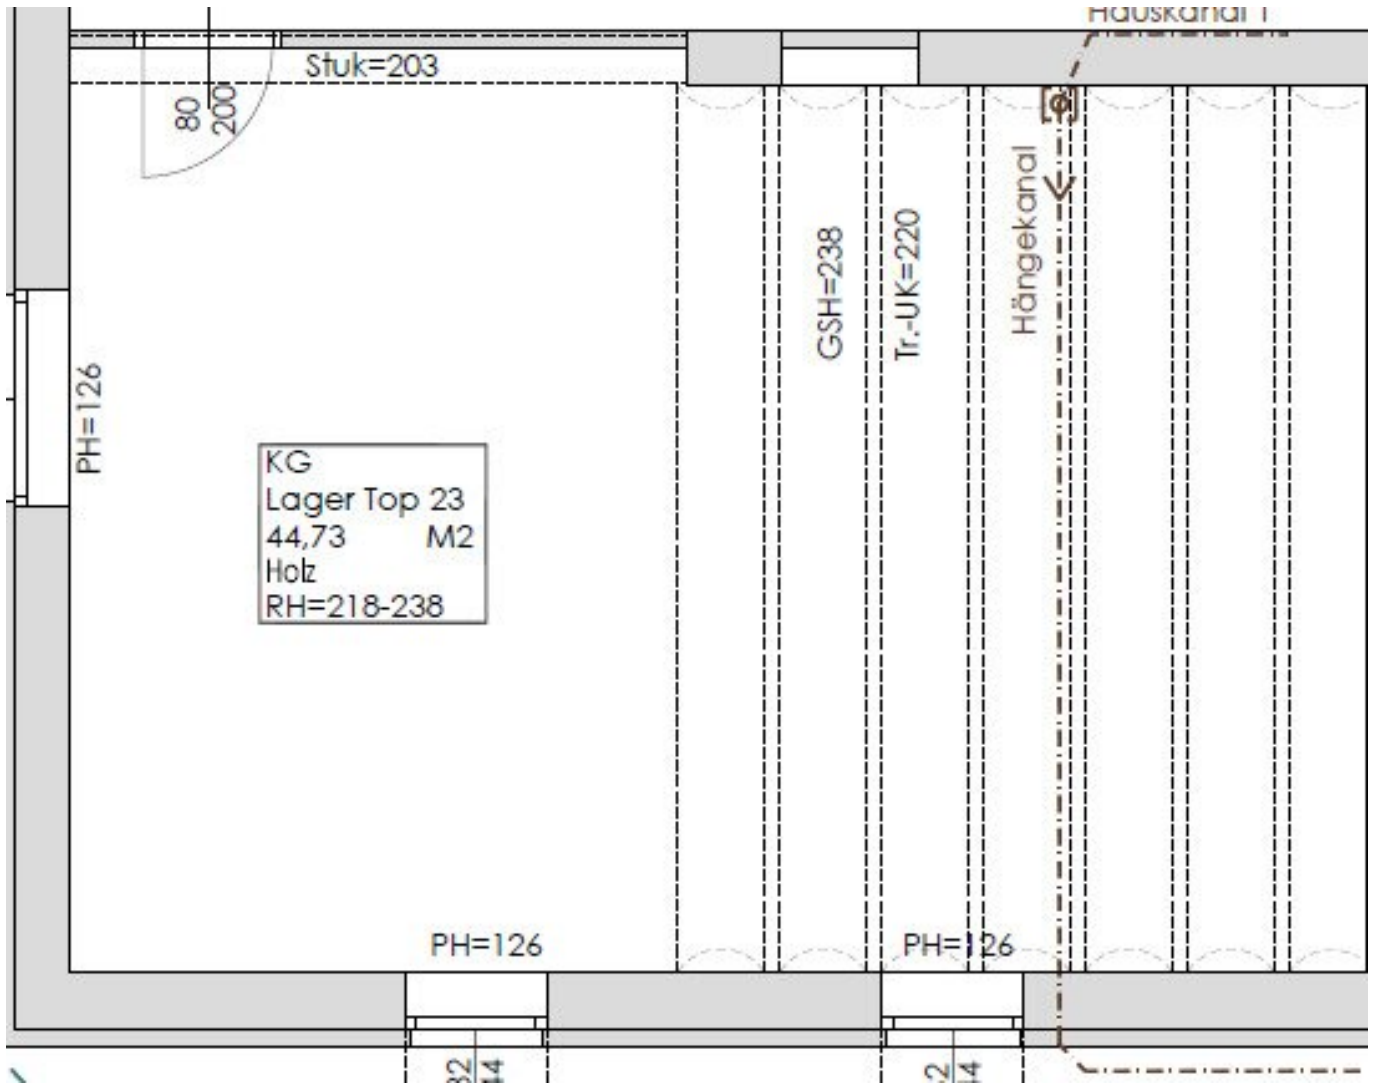 Hauskanal 1
Stuk=203
80
200
Hängekanal
GSH=238
Tr.-UK=220
PH=126
KG
Lager Top 23
44,73 M2
Holz
RH=218-238
PH=126
PH=126